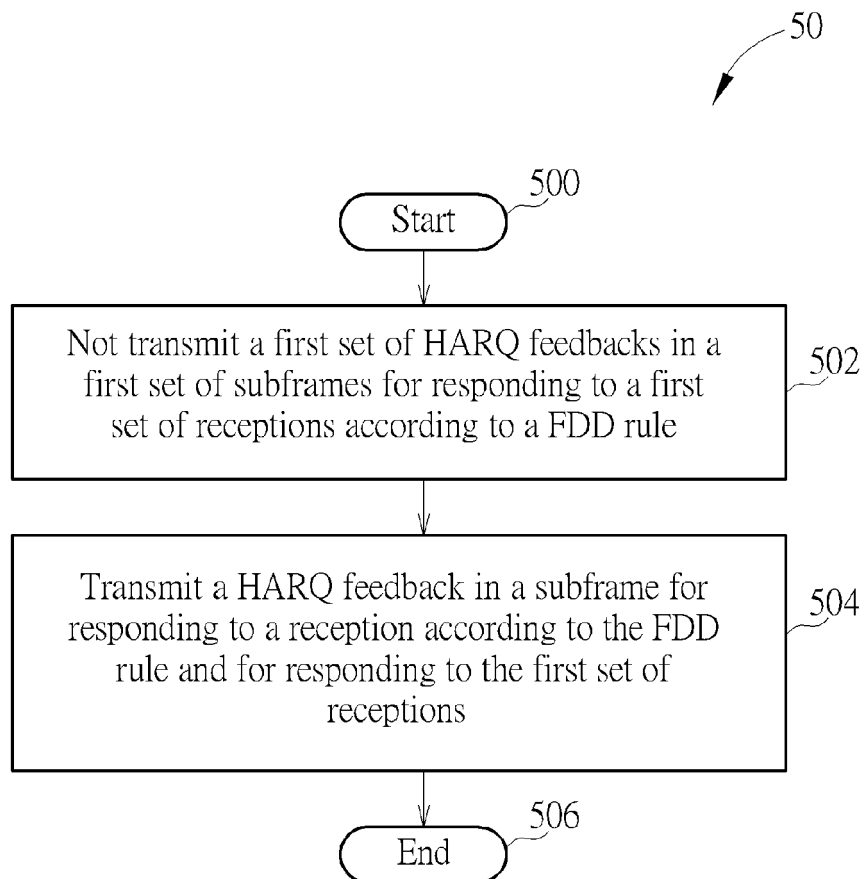 50
Start
500
Not transmit a first set of HARQ feedbacks in a
first set of subframes for responding to a first
set of receptions according to a FDD rule
502
Transmit a HARQ feedback in a subframe for
responding to a reception according to the FDD
rule and for responding to the first set of
receptions
504
End
506